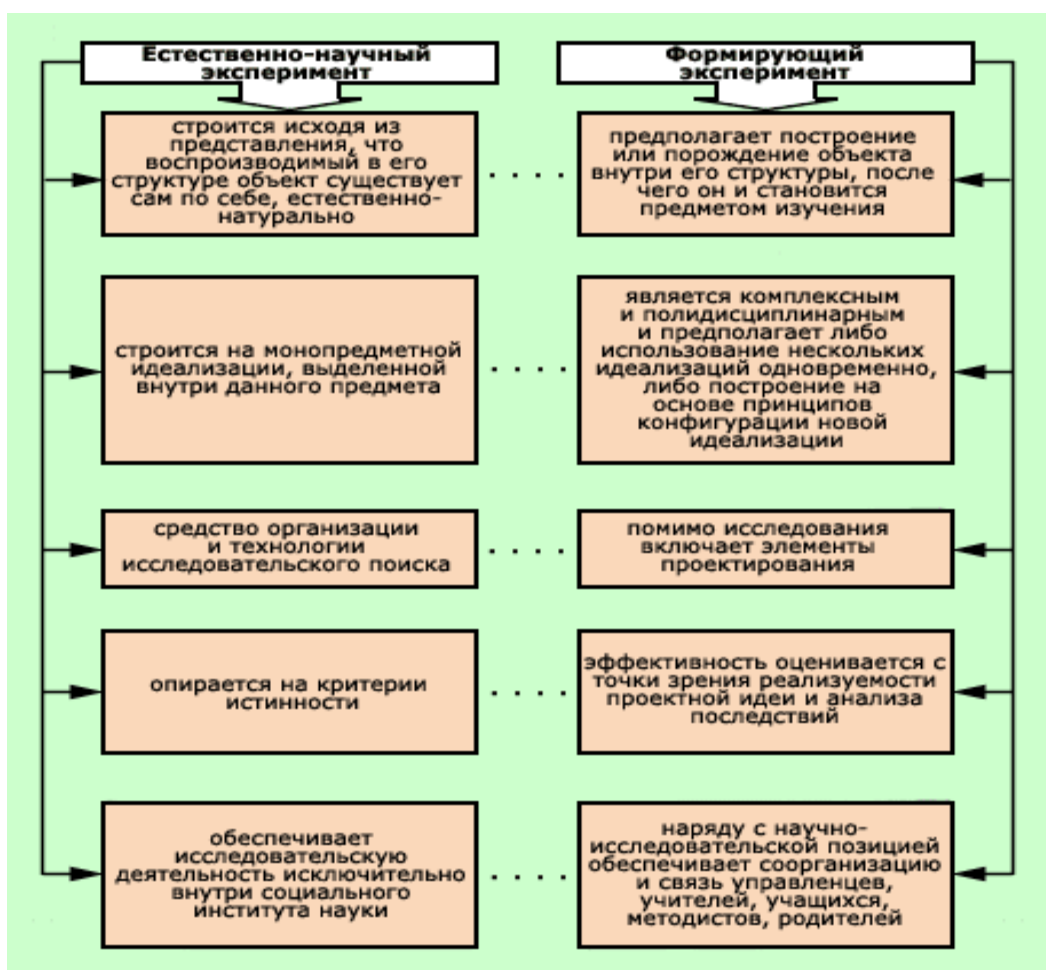 Естественно-научный
эксперимент
Формирующий
эксперимент
строится исходя из
представления, что
воспроизводимый в его
структуре объект существует
сам по себе, естественно-
натурально
предполагает построение
или порождение объекта
внутри его структуры, после
чего он и становится
предметом изучения
строится на монопредметной
идеализации, выделенной
внутри данного предмета
является комплексным
и полидисциплинарным
и предполагает либо
использование нескольких
идеализаций одновременно,
либо построение на
основе принципов
конфигурации новой
идеализации
средство организации
и технологии
исследовательского поиска
помимо исследования
включает элементы
проектирования
опирается на критерии
истинности
эффективность оценивается с
точки зрения реализуемости
проектной идеи и анализа
последствий
обеспечивает
исследовательскую
деятельность исключительно
внутри социального
института науки
наряду с научно-
исследовательской позицией
обеспечивает соорганизацию
и связь управленцев,
учителей, учащихся,
методистов, родителей